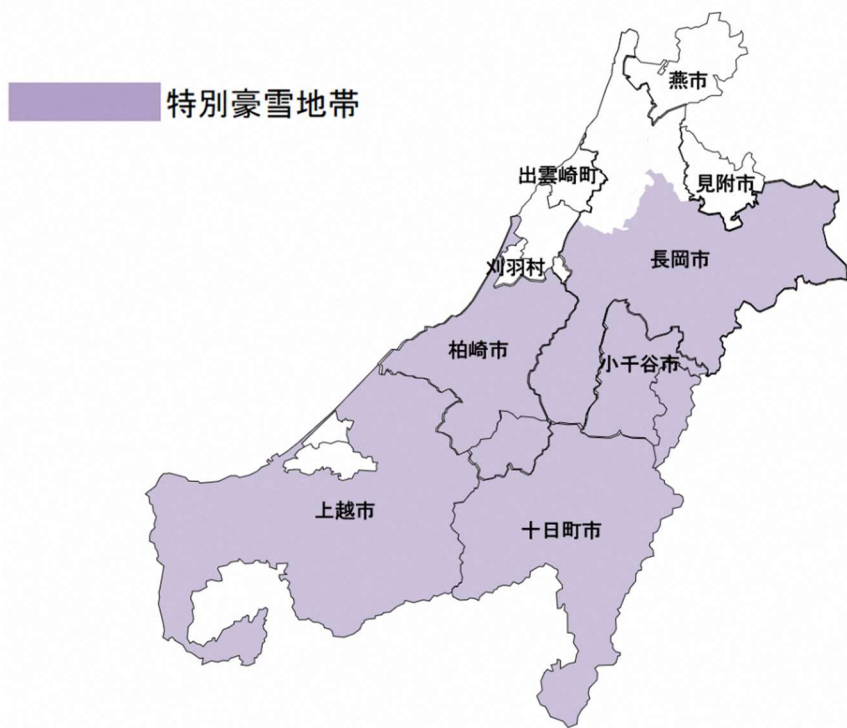 特別豪雪地帯
燕市
出雲崎町
見附市
刈羽村
長岡市
柏崎市
小千谷市
上越市
十日町市